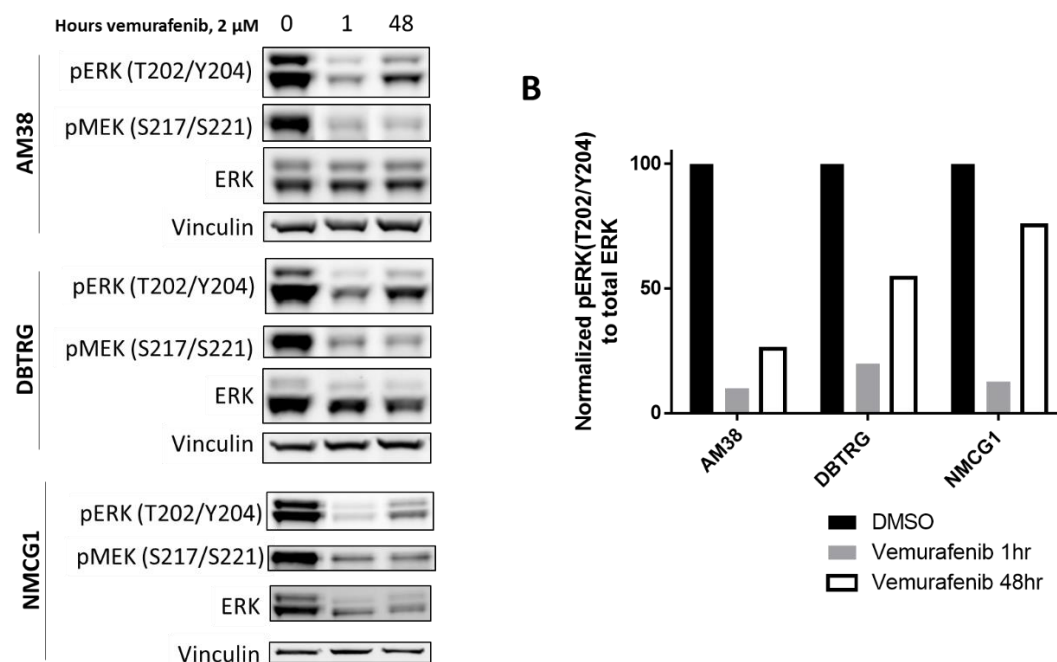 Hours vemurafenib, 2 μM 0 1 48
AM38
pERK (T202/Y204)
pMEK (S217/S221)
ERK
Vinculin
DBTRG
pERK (T202/Y204)
pMEK (S217/S221)
ERK
Vinculin
NMCG1
pERK (T202/Y204)
pMEK (S217/S221)
ERK
Vinculin
B
Normalized pERK(T202/Y204)
to total ERK
100
50
0
AM38
DBTRG
NMCG1
DMSO
Vemurafenib 1hr
Vemurafenib 48hr